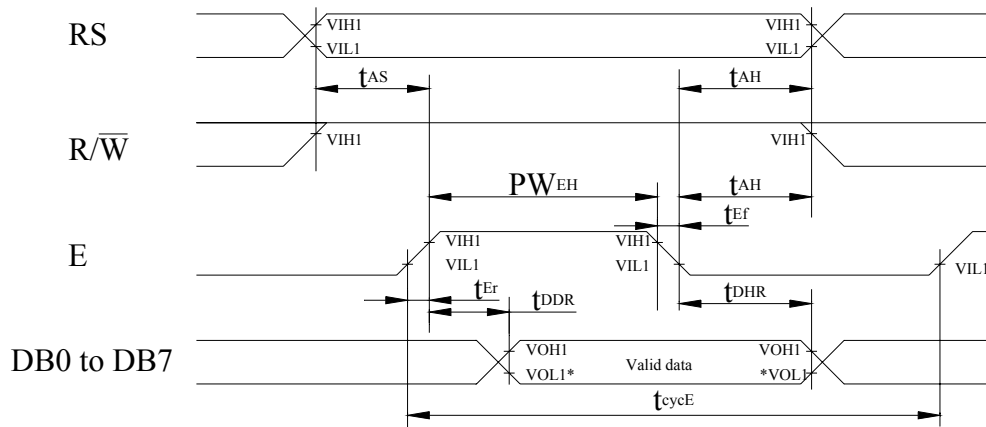 RS
VIH1
VIL1
VIH1
VIL1
tAS
tAH
R/W̅
VIH1
VIH1
PWEH
tAH
tEf
E
VIH1
VIL1
VIH1
VIL1
VIL1
tEr
tDDR
tDHR
DB0 to DB7
VOH1
VOL1*
Valid data
VOH1
*VOL1
tcycE